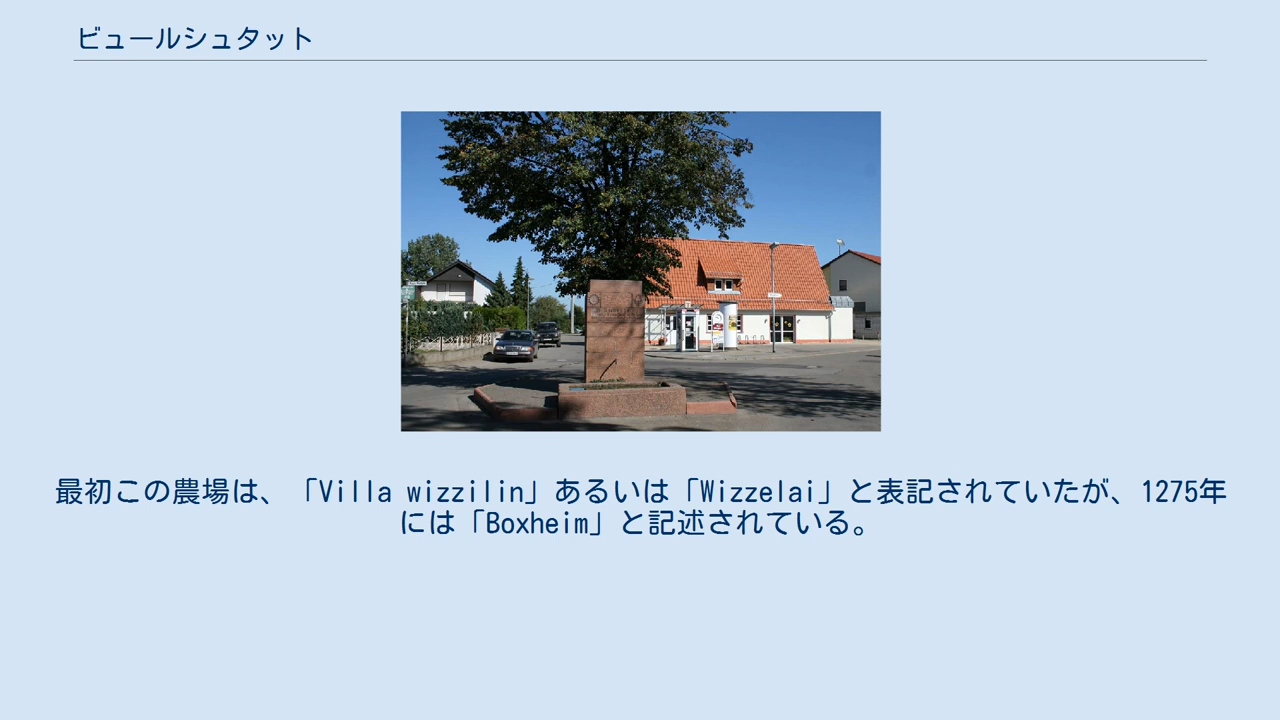 ビュールシュタット
最初この農場は、「Villa wizzilin」あるいは「Wizzelai」と表記されていたが、1275年
には「Boxheim」と記述されている。